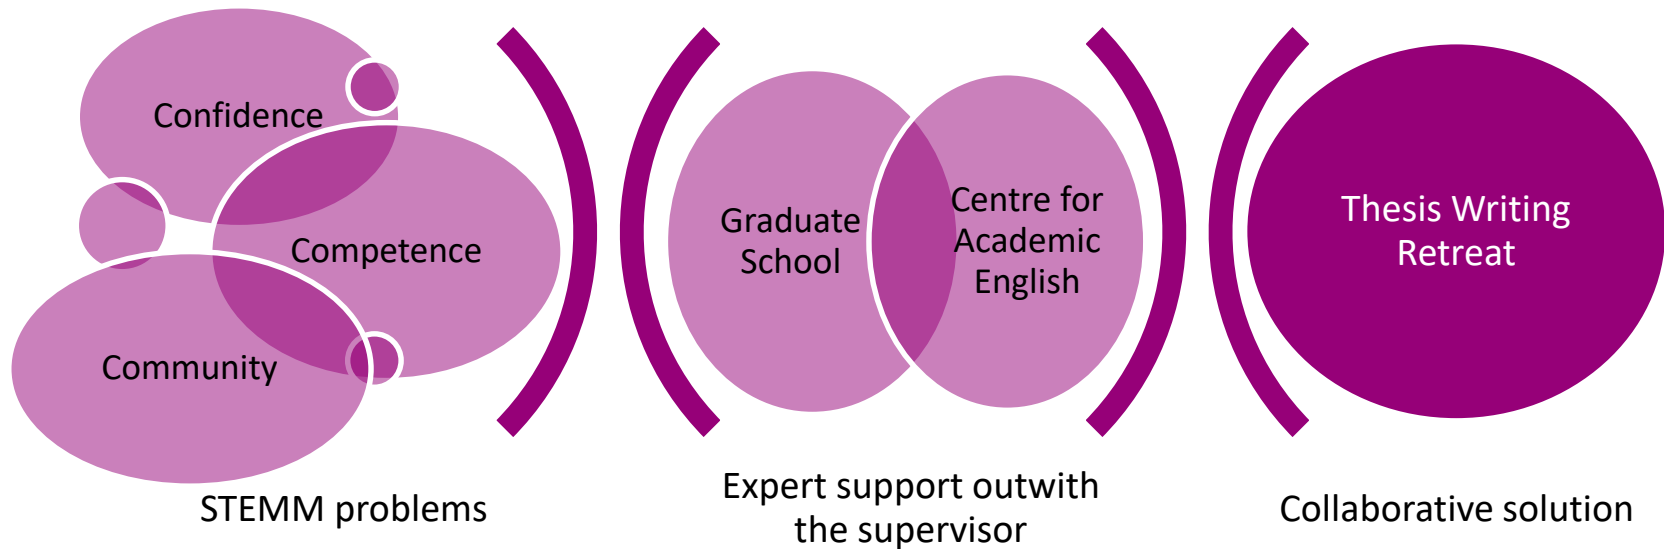 Confidence
Competence
Community
STEMM problems
Graduate
School
Centre for
Academic
English
Expert support outwith
the supervisor
Thesis Writing
Retreat
Collaborative solution